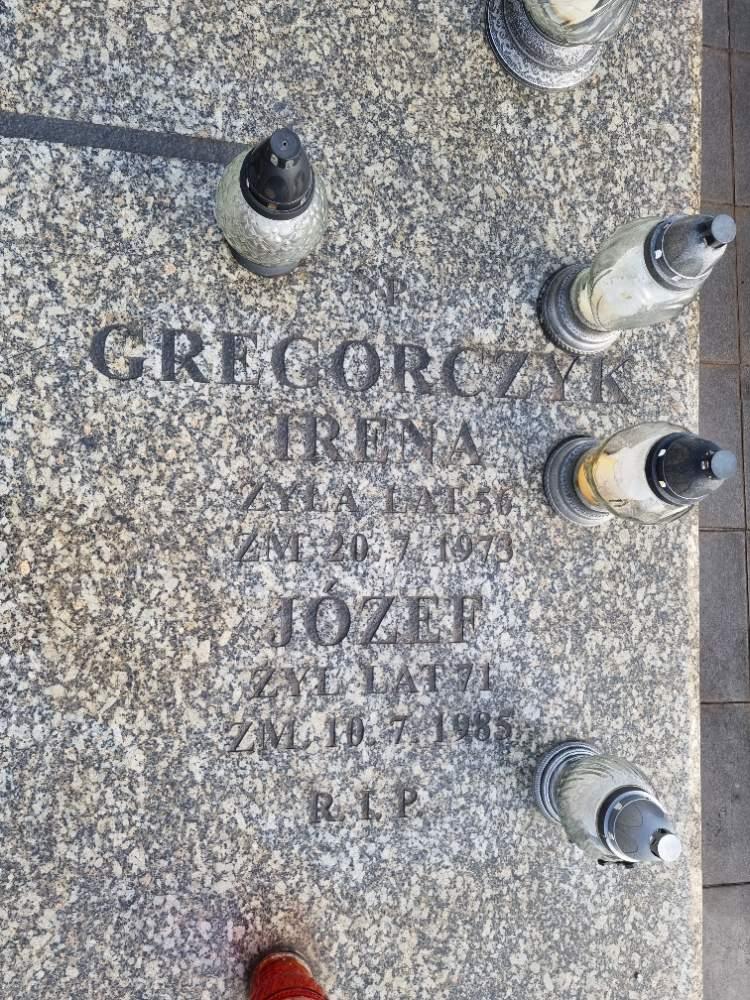 Ś P
GREGORCZYK
IRENA
ŻYŁA LAT 56
ZM. 20. 7. 1973
JÓZEF
ŻYŁ LAT 71
ZM. 10. 7. 1985
R. I. P